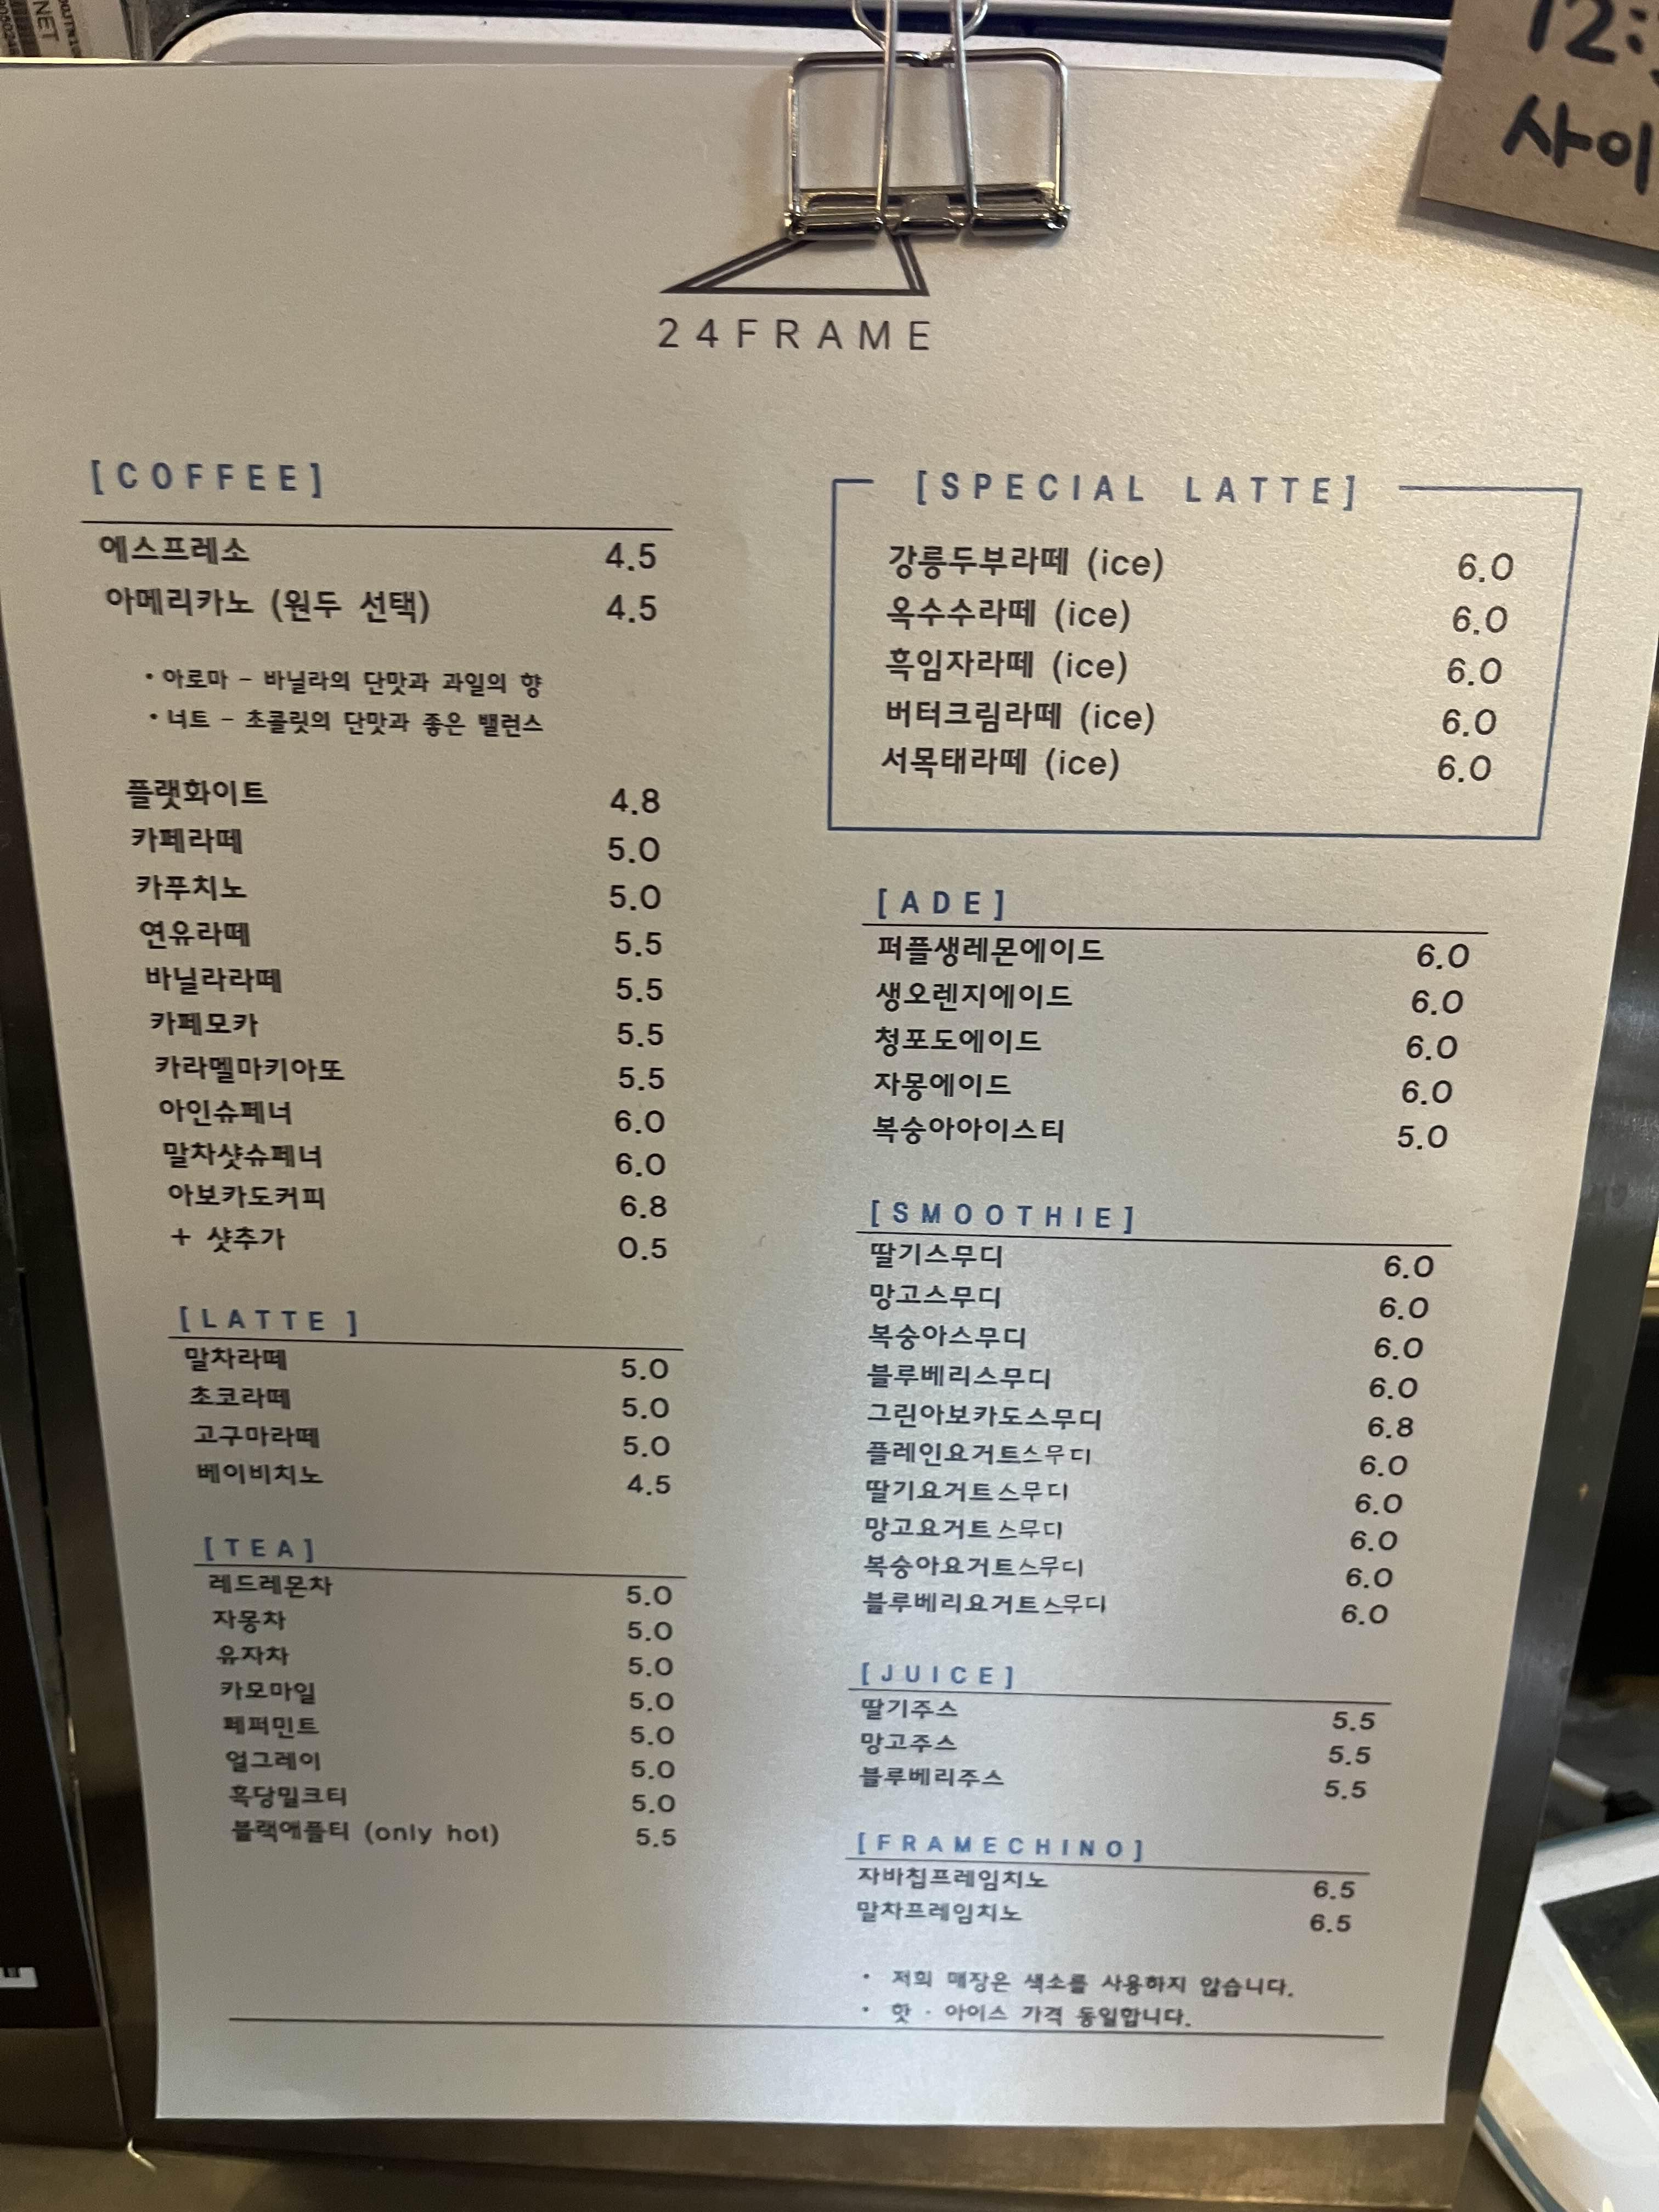 NET
12:
사이
24FRAME
[COFFEE]
에스프레소 4.5
아메리카노 (원두 선택) 4.5
• 아로마 - 바닐라의 단맛과 과일의 향
• 너트 - 초콜릿의 단맛과 좋은 밸런스
플랫화이트 4.8
카페라떼 5.0
카푸치노 5.0
연유라떼 5.5
바닐라라떼 5.5
카페모카 5.5
카라멜마키아또 5.5
아인슈페너 6.0
말차샷슈페너 6.0
아보카도커피 6.8
+ 샷추가 0.5
[LATTE ]
말차라떼 5.0
초코라떼 5.0
고구마라떼 5.0
베이비치노 4.5
[TEA]
레드레몬차 5.0
자몽차 5.0
유자차 5.0
카모마일 5.0
페퍼민트 5.0
얼그레이 5.0
흑당밀크티 5.0
블랙애플티 (only hot) 5.5
[SPECIAL LATTE]
강릉두부라떼 (ice) 6.0
옥수수라떼 (ice) 6.0
흑임자라떼 (ice) 6.0
버터크림라떼 (ice) 6.0
서목태라떼 (ice) 6.0
[ADE]
퍼플생레몬에이드 6.0
생오렌지에이드 6.0
청포도에이드 6.0
자몽에이드 6.0
복숭아아이스티 5.0
[SMOOTHIE]
딸기스무디 6.0
망고스무디 6.0
복숭아스무디 6.0
블루베리스무디 6.0
그린아보카도스무디 6.8
플레인요거트스무디 6.0
딸기요거트스무디 6.0
망고요거트스무디 6.0
복숭아요거트스무디 6.0
블루베리요거트스무디 6.0
[JUICE]
딸기주스 5.5
망고주스 5.5
블루베리주스 5.5
[FRAMECHINO]
자바칩프레임치노 6.5
말차프레임치노 6.5
• 저희 매장은 색소를 사용하지 않습니다.
• 핫 · 아이스 가격 동일합니다.